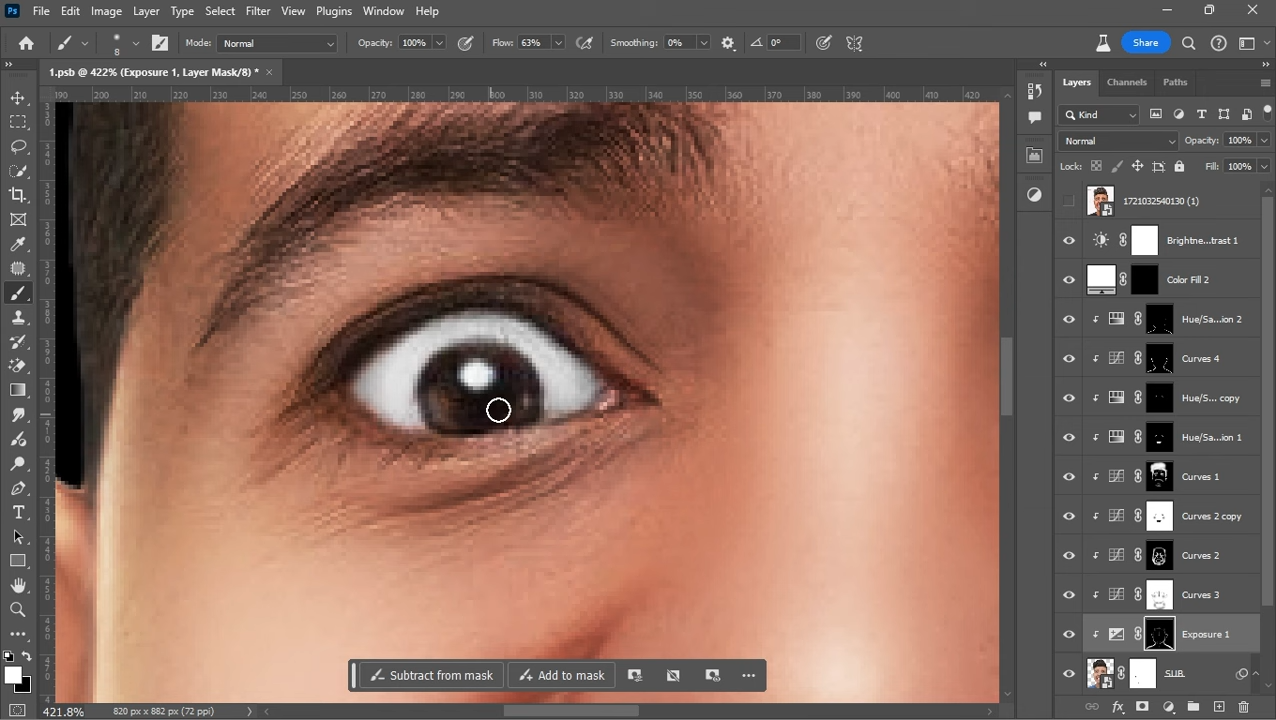 Ps File Edit Image Layer Type Select Filter View Plugins Window Help
8 Mode: Normal Opacity: 100% Flow: 63% Smoothing: 0% 0° Share
1.psb @ 422% (Exposure 1, Layer Mask/8) *
190 200 210 220 230 240 250 260 270 280 290 300 310 320 330 340 350 360 370 380 390 400 410 420
Layers Channels Paths
Kind
Normal Opacity: 100%
Lock: Fill: 100%
1721032540130 (1)
Brightne...trast 1
Color Fill 2
Hue/Sa...ion 2
Curves 4
Hue/S... copy
Hue/Sa...ion 1
Curves 1
Curves 2 copy
Curves 2
Curves 3
Exposure 1
SUB
Subtract from mask Add to mask
421.8% 820 px x 882 px (72 ppi)